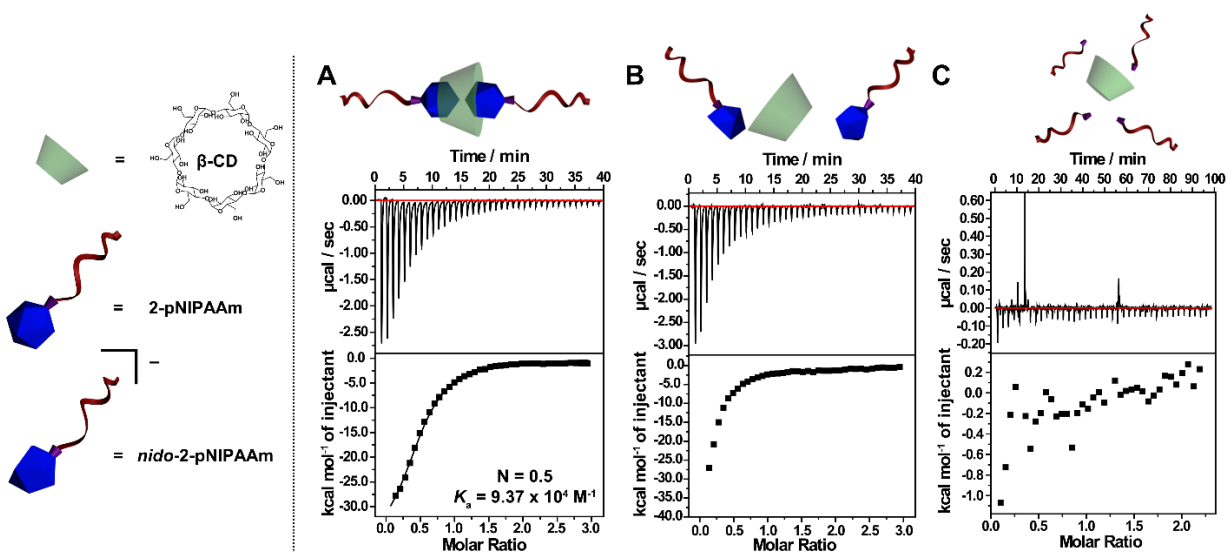 β-CD
OH
HO
=
= 2-pNIPAAm
−
= nido-2-pNIPAAm
A
Time / min
0 5 10 15 20 25 30 35 40
0.00
-0.50
-1.00
-1.50
-2.00
-2.50
µcal / sec
0.0
-5.0
-10.0
-15.0
-20.0
-25.0
-30.0
kcal mol⁻¹ of injectant
N = 0.5
Kₐ = 9.37 x 10⁴ M⁻¹
0.0 0.5 1.0 1.5 2.0 2.5 3.0
Molar Ratio
B
Time / min
0 5 10 15 20 25 30 35 40
0.00
-0.50
-1.00
-1.50
-2.00
-2.50
-3.00
µcal / sec
0.0
-5.0
-10.0
-15.0
-20.0
-25.0
-30.0
-35.0
-40.0
kcal mol⁻¹ of injectant
0.0 0.5 1.0 1.5 2.0 2.5 3.0
Molar Ratio
C
Time / min
0 10 20 30 40 50 60 70 80 90 100
0.60
0.50
0.40
0.30
0.20
0.10
0.00
-0.10
-0.20
µcal / sec
0.2
0.0
-0.2
-0.4
-0.6
-0.8
-1.0
kcal mol⁻¹ of injectant
0.0 0.5 1.0 1.5 2.0
Molar Ratio